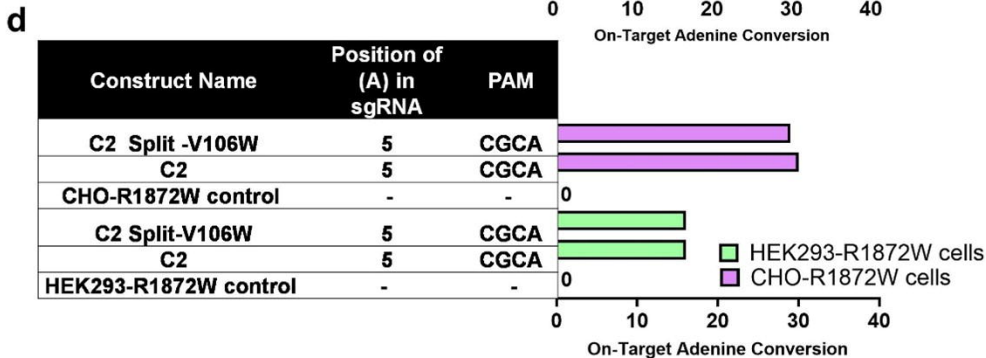 d
0 10 20 30 40
On-Target Adenine Conversion
Construct Name
Position of
(A) in
sgRNA
PAM
C2 Split -V106W 5 CGCA
C2 5 CGCA
CHO-R1872W control - - 0
C2 Split-V106W 5 CGCA
C2 5 CGCA
HEK293-R1872W control - - 0
HEK293-R1872W cells
CHO-R1872W cells
0 10 20 30 40
On-Target Adenine Conversion